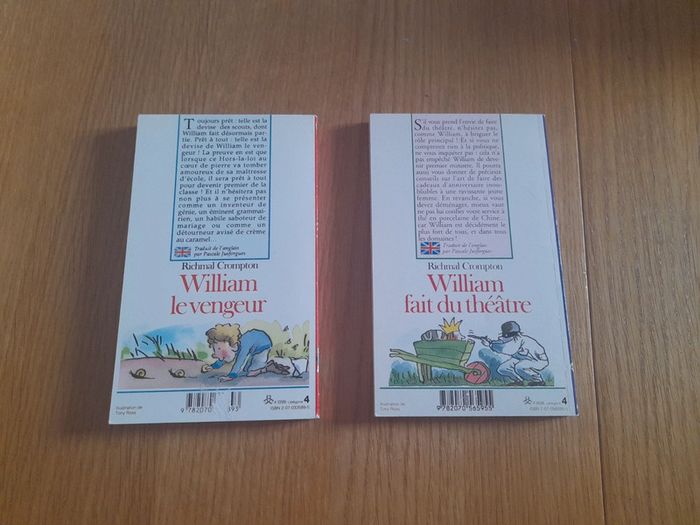 Toujours prêt : telle est la
devise des scouts, dont
William fait désormais par-
tie. Prêt à tout : telle est la
devise de William le ven-
geur ! La preuve en est que
lorsque ce Hors-la-loi au
cœur de pierre va tomber
amoureux de sa maîtresse
d'école, il sera prêt à tout
pour devenir premier de la
classe ! Et il n'hésitera pas
non plus à se présenter
comme un inventeur de
génie, un éminent grammai-
rien, un habile saboteur de
mariage ou comme un
détourneur avisé de crème
au caramel...
Traduit de l'anglais
par Pascale Jusforgues
Richmal Crompton
William
le vengeur
Illustration de
Tony Ross
9 782070
catégorie 4
S'il vous prend l'envie de faire
du théâtre, n'hésitez pas,
comme William, à briguer le
rôle principal ! Et si vous ne
comprenez rien à la politique,
ne vous inquiétez pas : cela n'a
pas empêché William de deve-
nir premier ministre. Il pourra
aussi vous donner de précieux
conseils sur l'art de faire des
cadeaux d'anniversaire inou-
bliables à une ravissante jeune
femme. En revanche, si vous
devez déménager, mieux vaut
ne pas lui confier votre service à
thé en porcelaine de Chine...
car William est décidément le
plus fort de tous, et dans tous
les domaines !
Traduit de l'anglais
par Pascale Jusforgues
Richmal Crompton
William
fait du théâtre
Illustration de
Tony Ross
9 782070 565955
catégorie 4